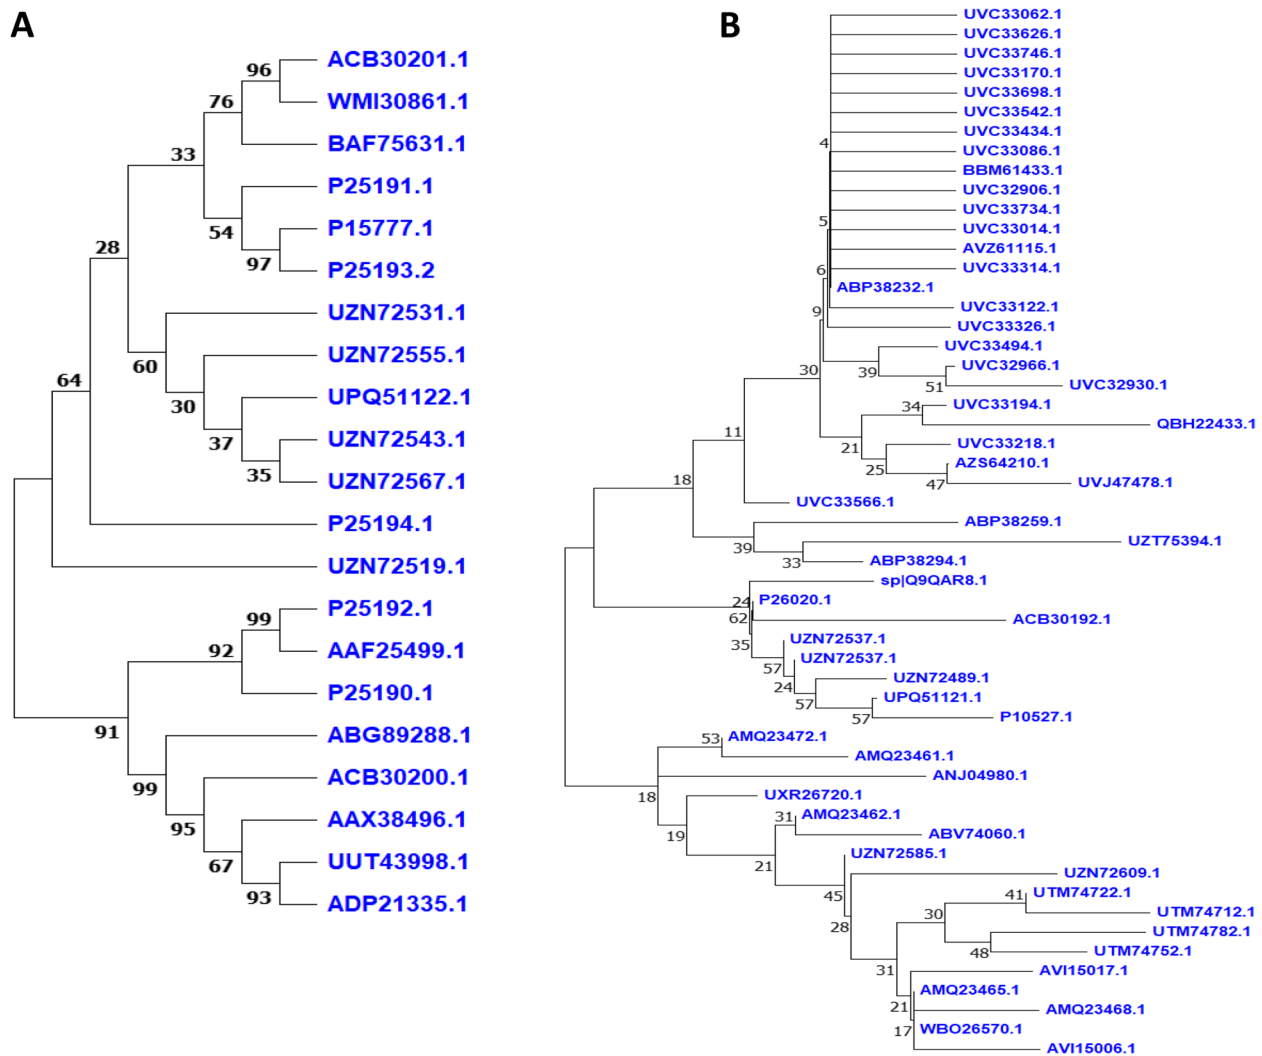 A
ACB30201.1
96
WMI30861.1
76
BAF75631.1
33
P25191.1
54
P15777.1
97
P25193.2
28
UZN72531.1
60
UZN72555.1
30
UPQ51122.1
37
UZN72543.1
35
UZN72567.1
64
P25194.1
UZN72519.1
P25192.1
99
AAF25499.1
92
P25190.1
91
ABG89288.1
99
ACB30200.1
95
AAX38496.1
67
UUT43998.1
93
ADP21335.1
B
UVC33062.1
UVC33626.1
UVC33746.1
UVC33170.1
UVC33698.1
UVC33542.1
UVC33434.1
4
UVC33086.1
BBM61433.1
UVC32906.1
UVC33734.1
5
UVC33014.1
AVZ61115.1
6
UVC33314.1
ABP38232.1
9
UVC33122.1
UVC33326.1
UVC33494.1
30
39
UVC32966.1
51
UVC32930.1
34
UVC33194.1
QBH22433.1
11
21
UVC33218.1
25
AZS64210.1
47
UVJ47478.1
18
UVC33566.1
ABP38259.1
39
UZT75394.1
33
ABP38294.1
sp|Q9QAR8.1
24
P26020.1
62
ACB30192.1
35
UZN72537.1
57
UZN72537.1
24
UZN72489.1
57
UPQ51121.1
57
P10527.1
53
AMQ23472.1
AMQ23461.1
ANJ04980.1
18
UXR26720.1
31
AMQ23462.1
19
ABV74060.1
21
UZN72585.1
45
UZN72609.1
28
41
UTM74722.1
30
UTM74712.1
UTM74782.1
48
UTM74752.1
31
AVI15017.1
AMQ23465.1
21
AMQ23468.1
17
WBO26570.1
AVI15006.1